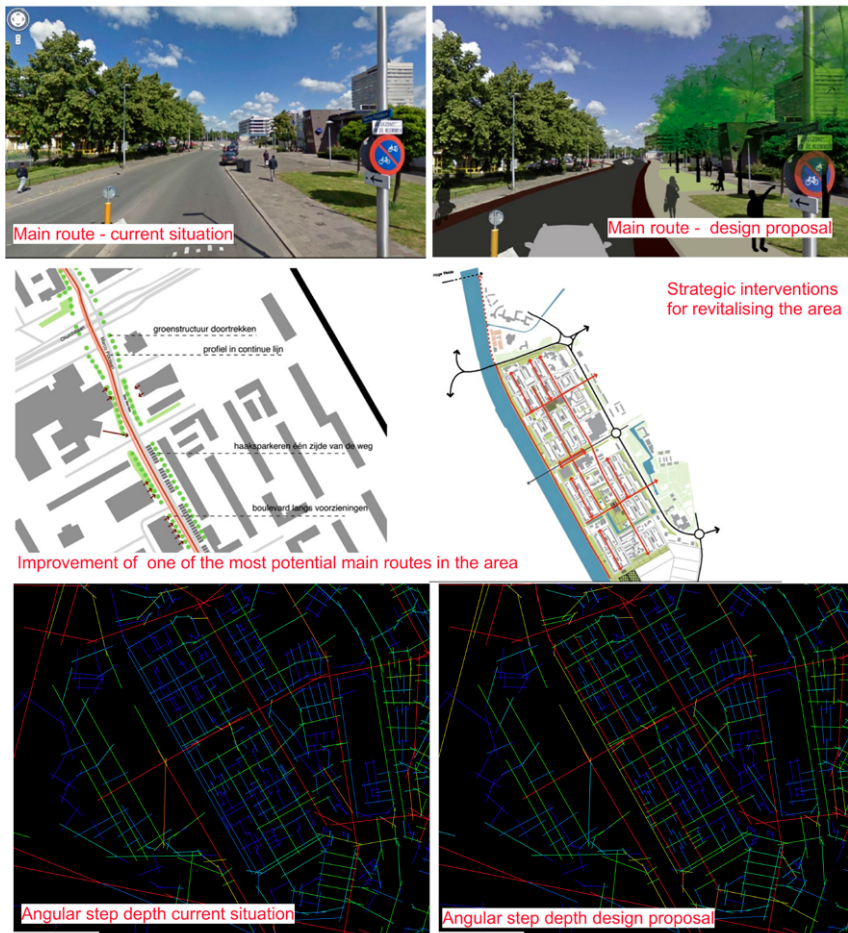 Main route - current situation
Main route - design proposal
Strategic interventions
for revitalising the area
groenstructuur doortrekken
profiel in continue lijn
haaksparkeren één zijde van de weg
boulevard langs voorzieningen
Improvement of one of the most potential main routes in the area
Angular step depth current situation
Angular step depth design proposal